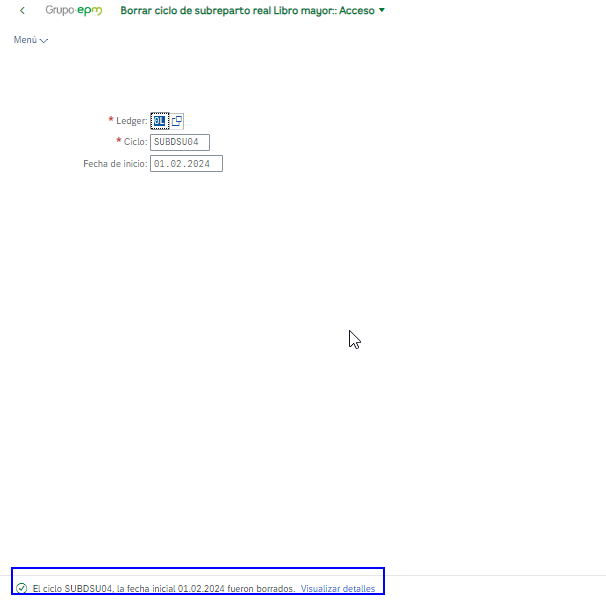 Grupo·epm Borrar ciclo de subreparto real Libro mayor:: Acceso
Menú
* Ledger: 0L
* Ciclo: SUBDSU04
Fecha de inicio: 01.02.2024
El ciclo SUBDSU04, la fecha inicial 01.02.2024 fueron borrados. Visualizar detalles